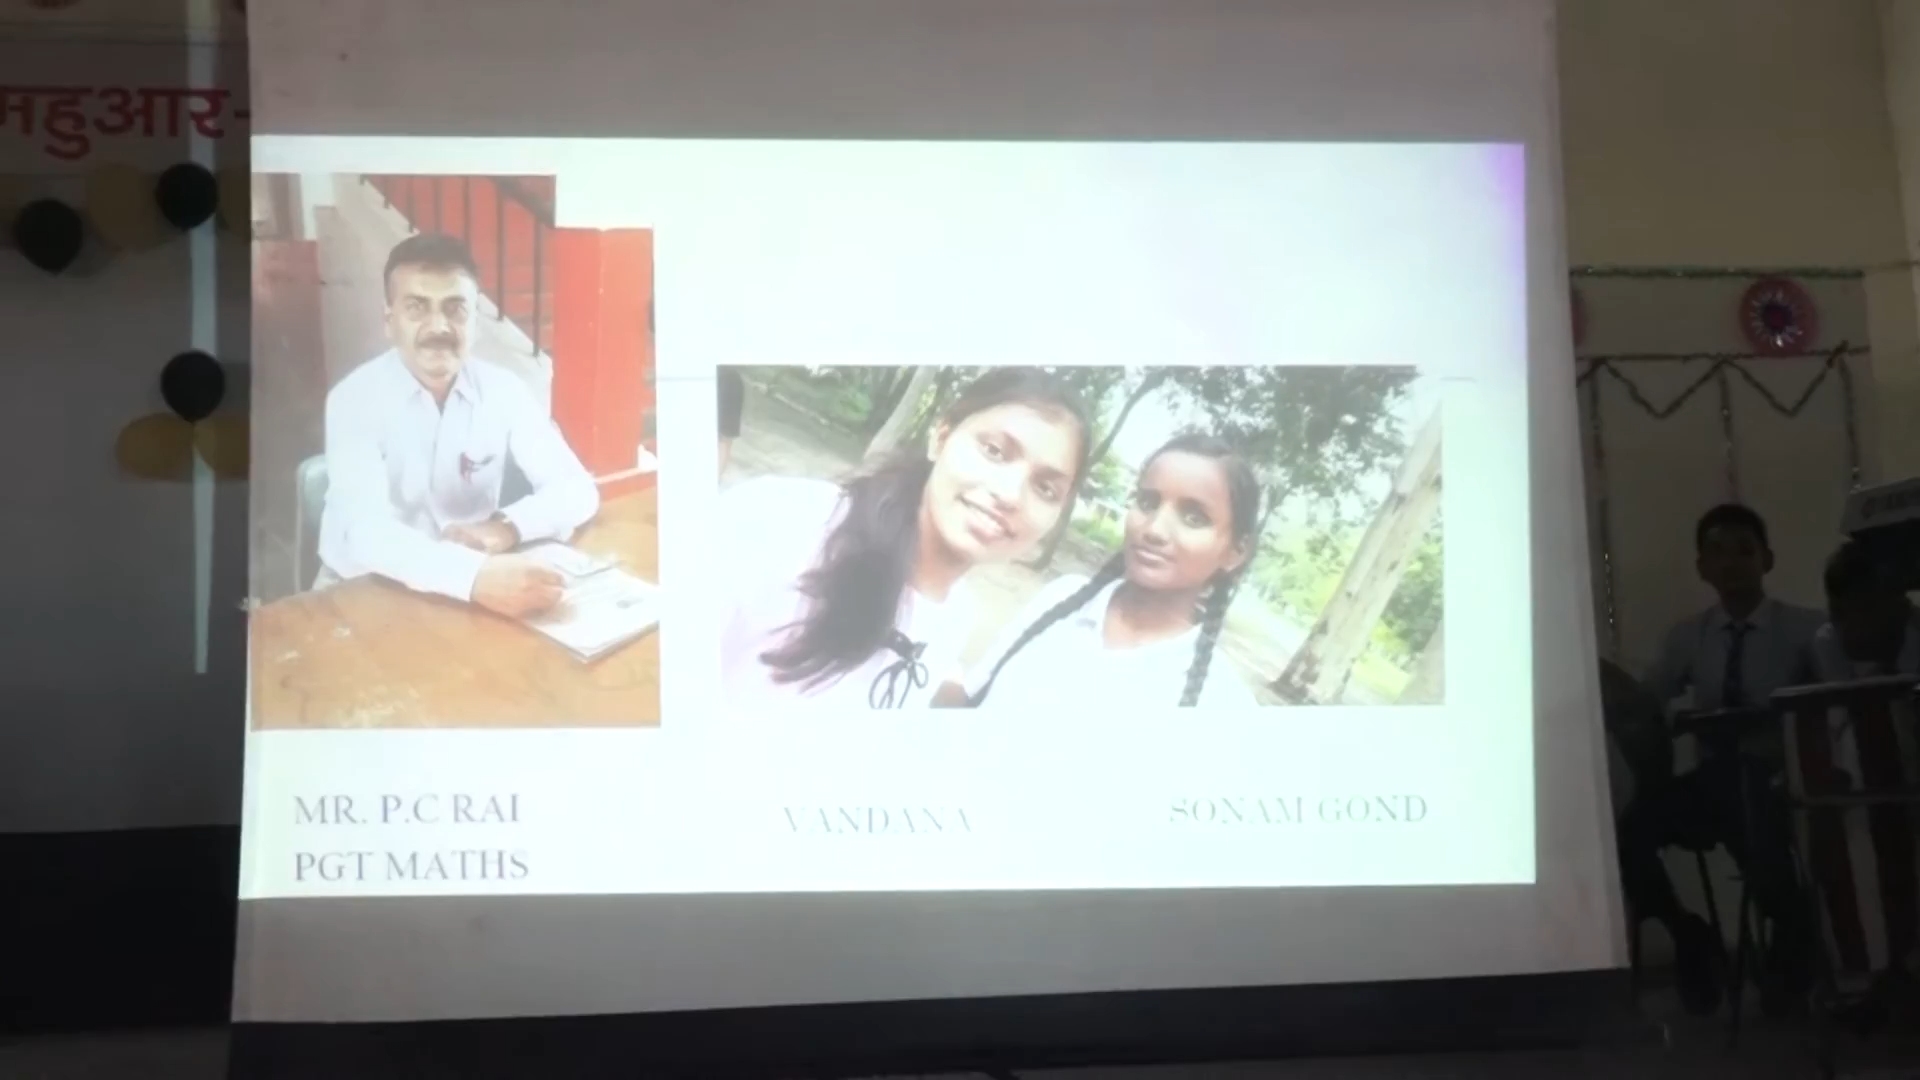 महुआर-
MR. P.C RAI
PGT MATHS
VANDANA
SONAM GOND